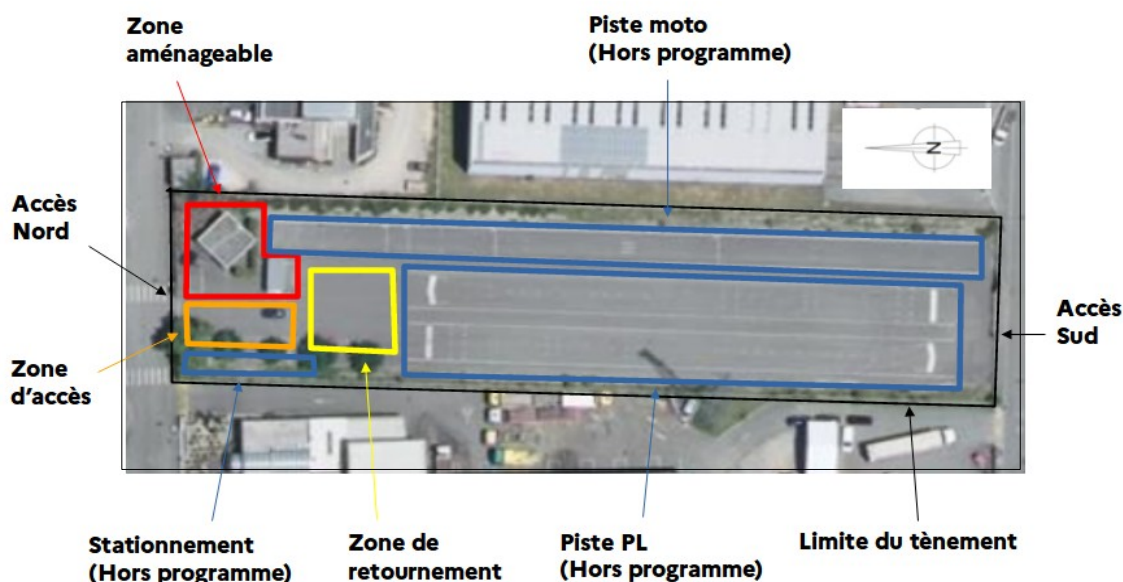 Zone
aménageable
Piste moto
(Hors programme)
N
Accès
Nord
Accès
Sud
Zone
d'accès
Stationnement
(Hors programme)
Zone de
retournement
Piste PL
(Hors programme)
Limite du tènement